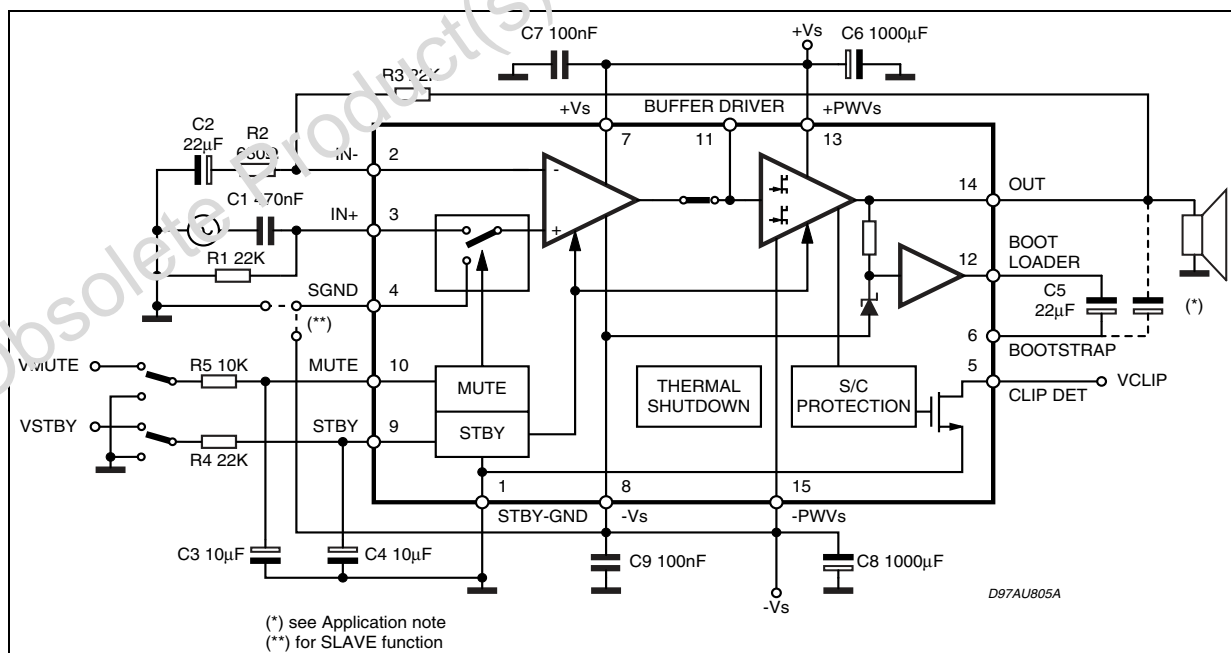 Obsolete Product(s)
C7 100nF
+Vs
C6 1000µF
R3 22K
+Vs
BUFFER DRIVER
+PWVs
C2
22µF
R2
680Ω
IN-
2
7
11
13
C1 470nF
IN+
3
-
+
14
OUT
R1 22K
SGND
4
(**)
BOOT
LOADER
12
C5
22µF
(*)
6
BOOTSTRAP
VMUTE
R5 10K
MUTE
10
MUTE
THERMAL
SHUTDOWN
S/C
PROTECTION
5
CLIP DET
VCLIP
VSTBY
R4 22K
STBY
9
STBY
1
8
15
STBY-GND
-Vs
-PWVs
C3 10µF
C4 10µF
C9 100nF
C8 1000µF
-Vs
D97AU805A
(*) see Application note
(**) for SLAVE function